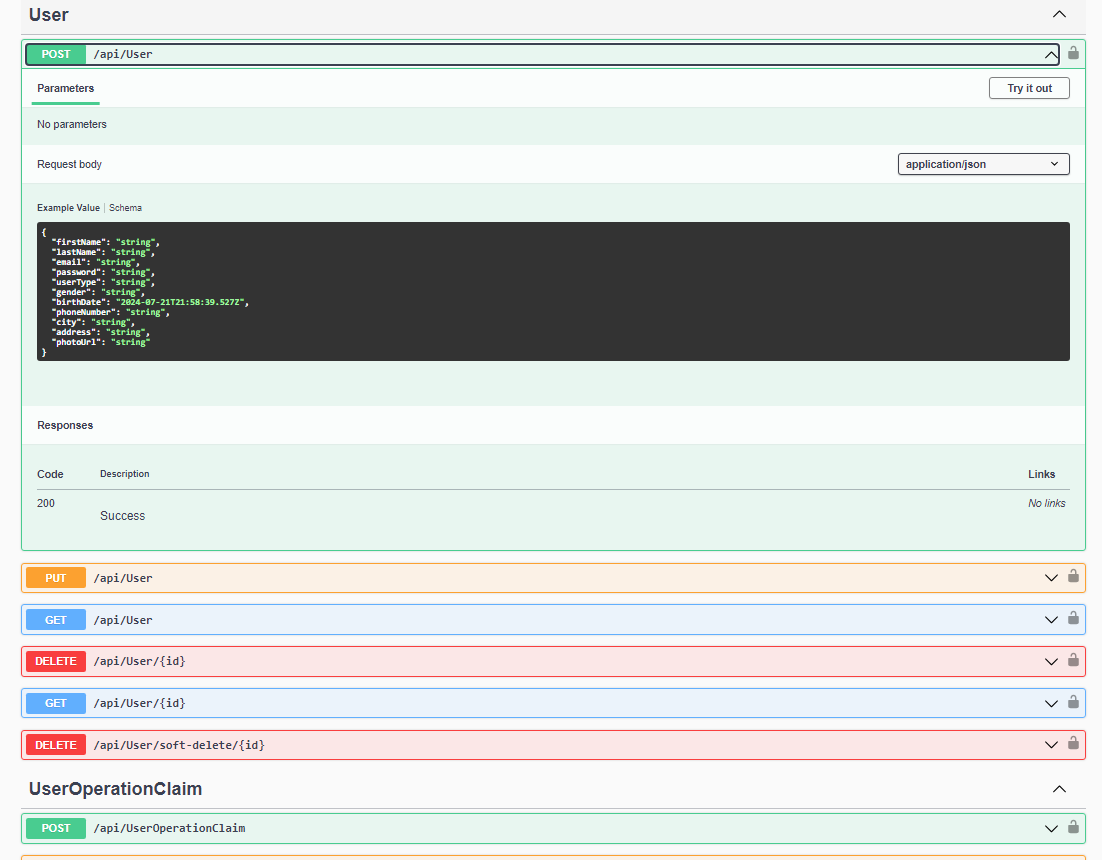 User
POST /api/User
Parameters Try it out
No parameters
Request body application/json
Example Value | Schema
{
  "firstName": "string",
  "lastName": "string",
  "email": "string",
  "password": "string",
  "userType": "string",
  "gender": "string",
  "birthDate": "2024-07-21T21:58:39.527Z",
  "phoneNumber": "string",
  "city": "string",
  "address": "string",
  "photoUrl": "string"
}
Responses
Code Description Links
200 No links
Success
PUT /api/User
GET /api/User
DELETE /api/User/{id}
GET /api/User/{id}
DELETE /api/User/soft-delete/{id}
UserOperationClaim
POST /api/UserOperationClaim